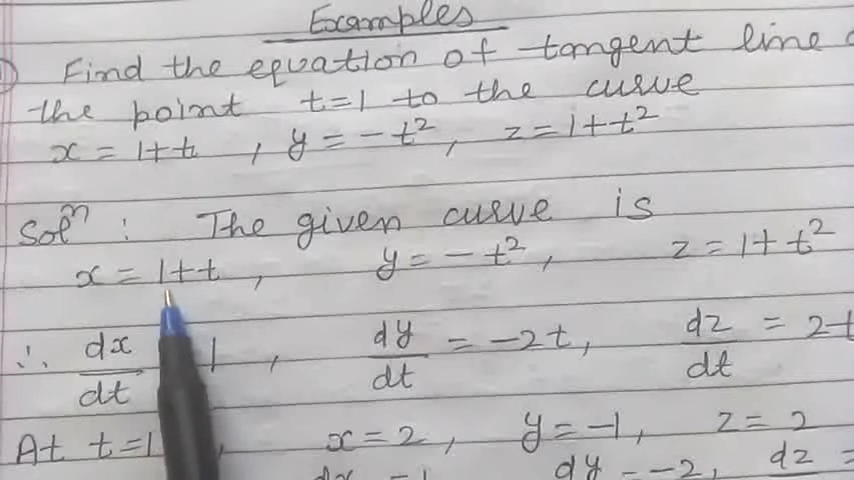 Examples
Find the equation of tangent line
the point t=1 to the curve
x = 1+t, y = -t², z = 1+t²
Solⁿ : The given curve is
x = 1+t, y = -t², z = 1+t²
∴ dx/dt 1, dy/dt = -2t, dz/dt = 2t
At t=1, x = 2, y = -1, z = 2
dy = -2, dz =